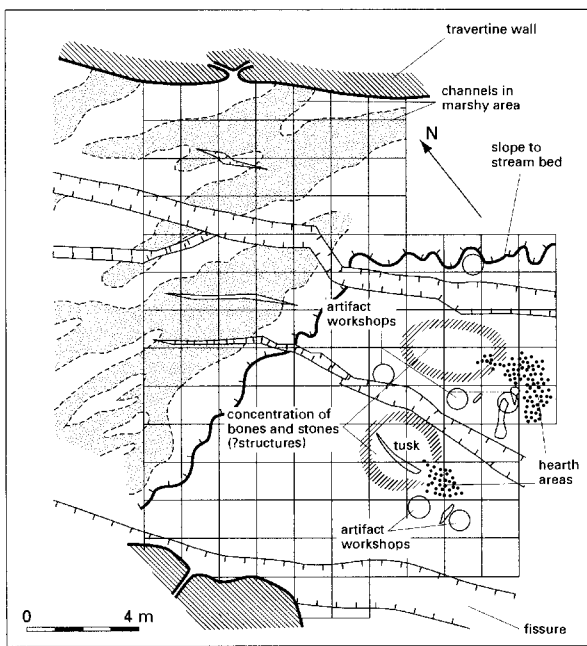 travertine wall
channels in
marshy area
N
slope to
stream bed
artifact
workshops
concentration of
bones and stones
(?structures)
tusk
hearth
areas
artifact
workshops
0 4 m
fissure